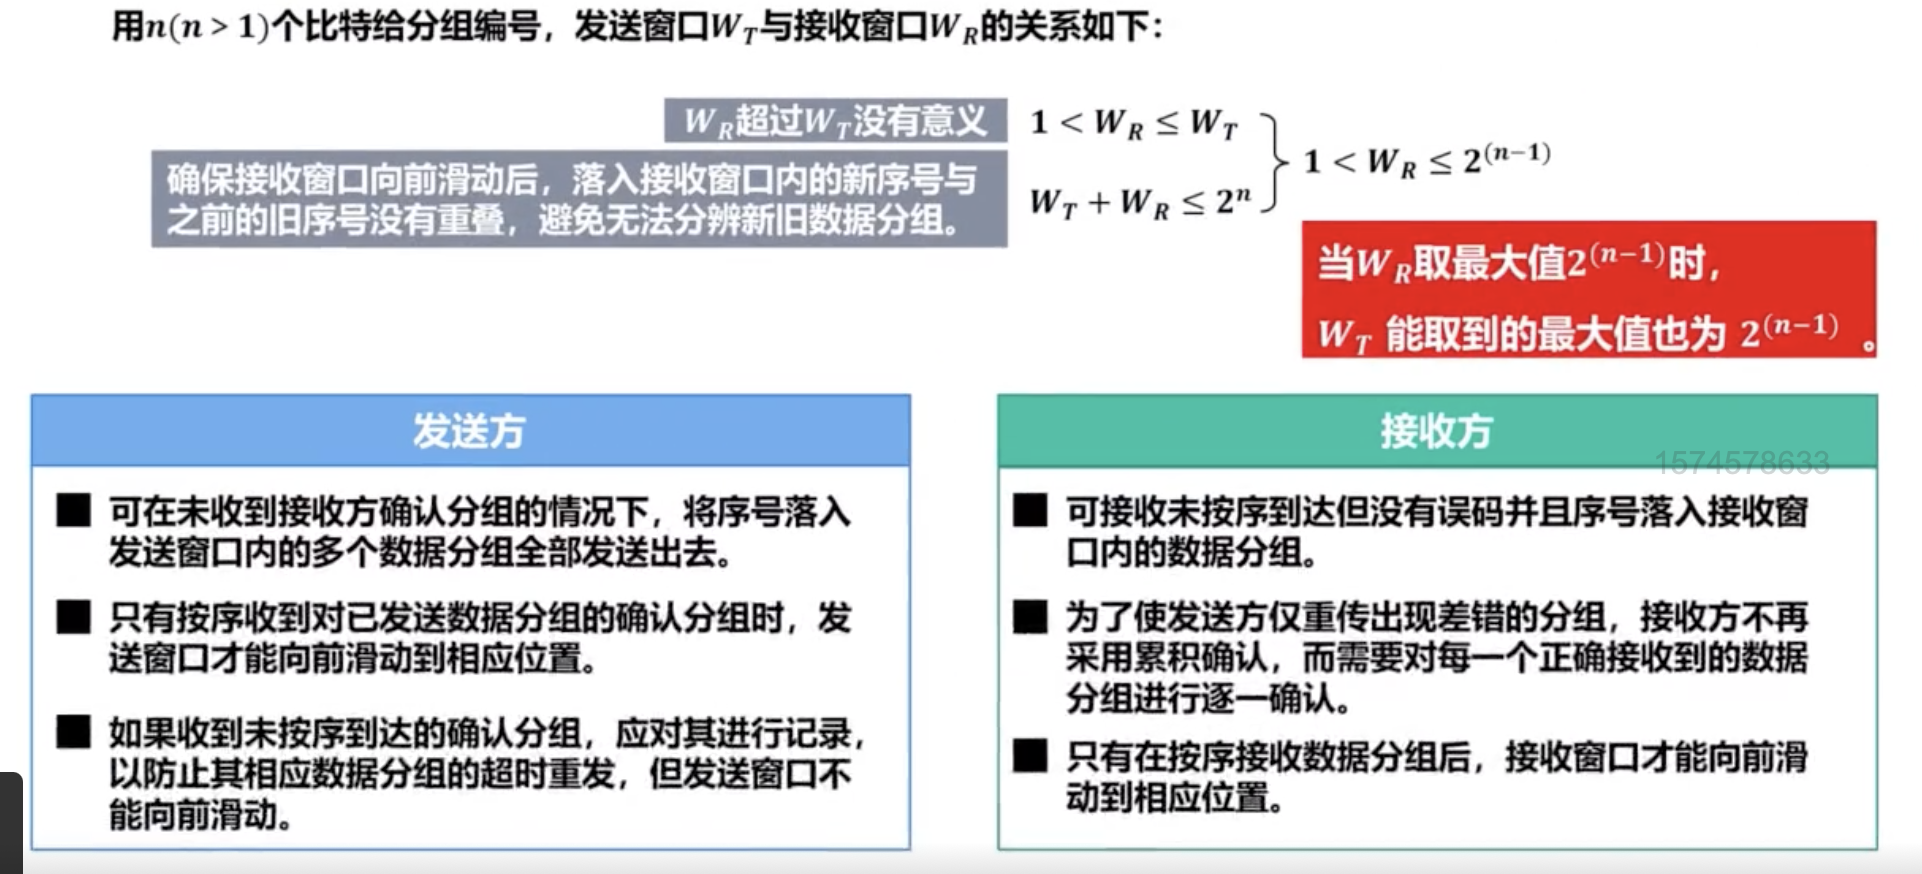 用n(n > 1)个比特给分组编号，发送窗口W_T与接收窗口W_R的关系如下：
W_R超过W_T没有意义
1 < W_R ≤ W_T
确保接收窗口向前滑动后，落入接收窗口内的新序号与
之前的旧序号没有重叠，避免无法分辨新旧数据分组。
W_T + W_R ≤ 2^n
1 < W_R ≤ 2^(n−1)
当W_R取最大值2^(n−1)时，
W_T 能取到的最大值也为 2^(n−1) 。
发送方
■ 可在未收到接收方确认分组的情况下，将序号落入
发送窗口内的多个数据分组全部发送出去。
■ 只有按序收到对已发送数据分组的确认分组时，发
送窗口才能向前滑动到相应位置。
■ 如果收到未按序到达的确认分组，应对其进行记录，
以防止其相应数据分组的超时重发，但发送窗口不
能向前滑动。
接收方
1574578633
■ 可接收未按序到达但没有误码并且序号落入接收窗
口内的数据分组。
■ 为了使发送方仅重传出现差错的分组，接收方不再
采用累积确认，而需要对每一个正确接收到的数据
分组进行逐一确认。
■ 只有在按序接收数据分组后，接收窗口才能向前滑
动到相应位置。